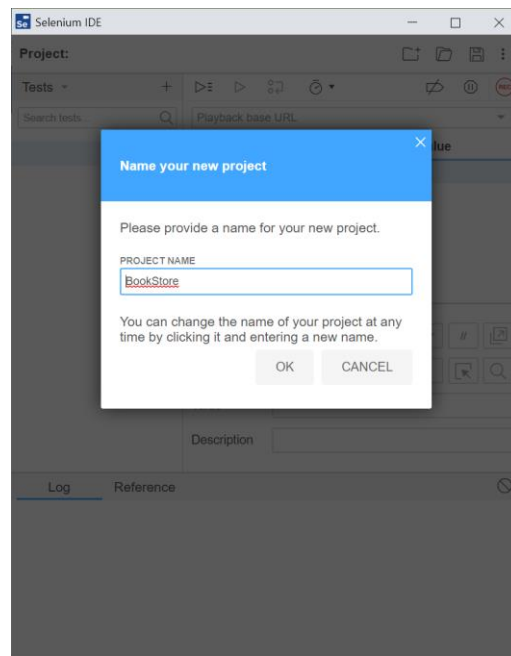 Se Selenium IDE
Project:
Tests
Search tests...
Playback base URL
lue
Name your new project
Please provide a name for your new project.
PROJECT NAME
BookStore
You can change the name of your project at any
time by clicking it and entering a new name.
OK CANCEL
//
Description
Log Reference